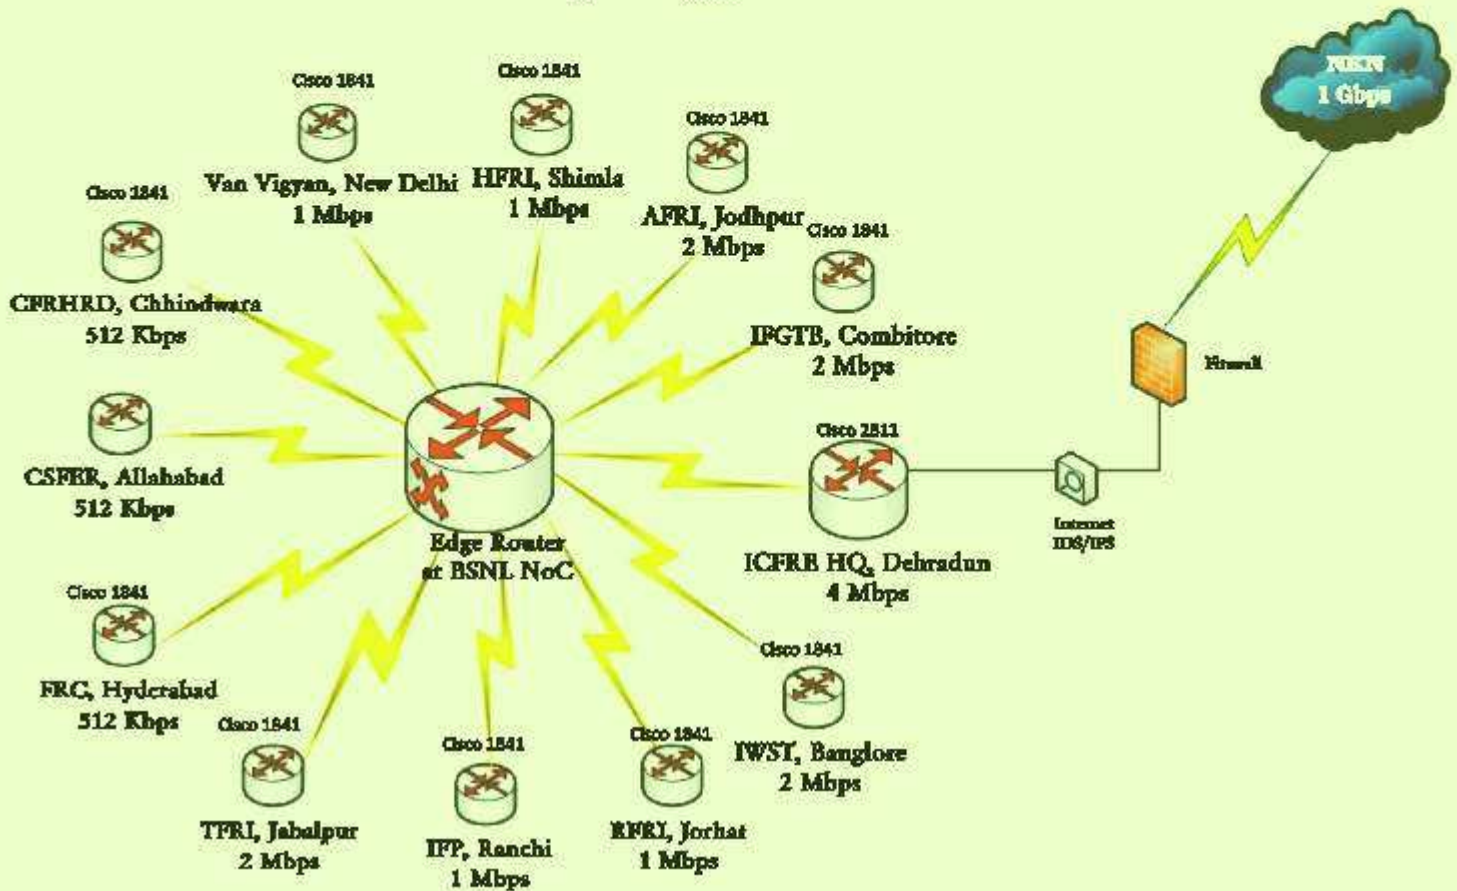 Cisco 1841
Van Vigyan, New Delhi
1 Mbps
Cisco 1841
HFRI, Shimla
1 Mbps
Cisco 1841
AFRI, Jodhpur
2 Mbps
NKN
1 Gbps
Cisco 1841
CFRHRD, Chhindwara
512 Kbps
Cisco 1841
IFGTB, Combitore
2 Mbps
Firewall
CSFER, Allahabad
512 Kbps
Edge Router
at BSNL NoC
Cisco 2811
ICFRE HQ, Dehradun
4 Mbps
Internet
IDS/IPS
Cisco 1841
FRC, Hyderabad
512 Kbps
Cisco 1841
TFRI, Jabalpur
2 Mbps
Cisco 1841
IFP, Ranchi
1 Mbps
Cisco 1841
RFRI, Jorhat
1 Mbps
Cisco 1841
IWST, Banglore
2 Mbps